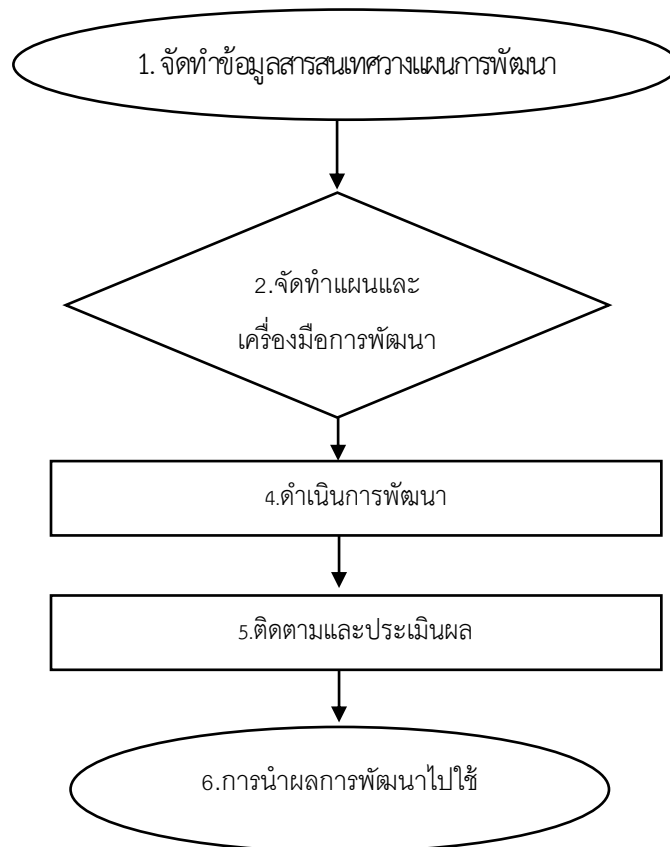 1. จัดทำข้อมูลสารสนเทศวางแผนการพัฒนา
2.จัดทำแผนและ
เครื่องมือการพัฒนา
4.ดำเนินการพัฒนา
5.ติดตามและประเมินผล
6.การนำผลการพัฒนาไปใช้